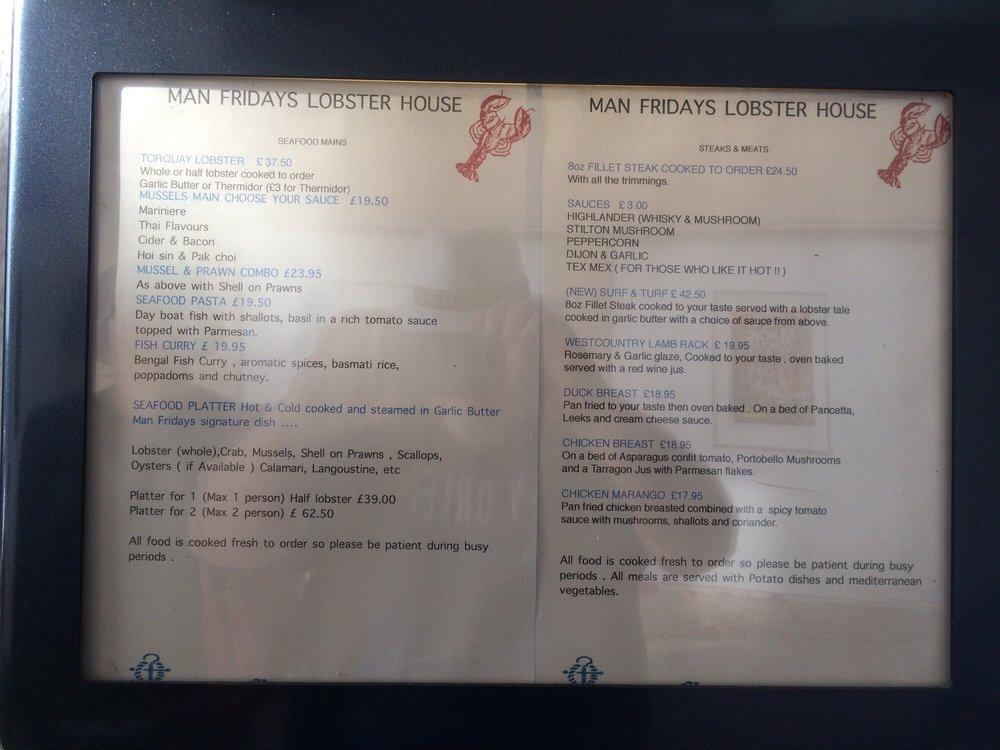 MAN FRIDAYS LOBSTER HOUSE
SEAFOOD MAINS
TORQUAY LOBSTER £ 37.50
Whole or half lobster cooked to order
Garlic Butter or Thermidor (£3 for Thermidor)
MUSSELS MAIN CHOOSE YOUR SAUCE £19.50
Mariniere
Thai Flavours
Cider & Bacon
Hoi sin & Pak choi
MUSSEL & PRAWN COMBO £23.95
As above with Shell on Prawns
SEAFOOD PASTA £19.50
Day boat fish with shallots, basil in a rich tomato sauce
topped with Parmesan.
FISH CURRY £ 19.95
Bengal Fish Curry , aromatic spices, basmati rice,
poppadoms and chutney.
SEAFOOD PLATTER Hot & Cold cooked and steamed in Garlic Butter
Man Fridays signature dish ....
Lobster (whole),Crab, Mussels, Shell on Prawns , Scallops,
Oysters ( if Available ) Calamari, Langoustine, etc
Platter for 1 (Max 1 person) Half lobster £39.00
Platter for 2 (Max 2 person) £ 62.50
All food is cooked fresh to order so please be patient during busy
periods .
MAN FRIDAYS LOBSTER HOUSE
STEAKS & MEATS
8oz FILLET STEAK COOKED TO ORDER £24.50
With all the trimmings.
SAUCES £ 3.00
HIGHLANDER (WHISKY & MUSHROOM)
STILTON MUSHROOM
PEPPERCORN
DIJON & GARLIC
TEX MEX ( FOR THOSE WHO LIKE IT HOT !! )
(NEW) SURF & TURF £ 42.50
8oz Fillet Steak cooked to your taste served with a lobster tale
cooked in garlic butter with a choice of sauce from above.
WESTCOUNTRY LAMB RACK £ 19.95
Rosemary & Garlic glaze, Cooked to your taste , oven baked
served with a red wine jus.
DUCK BREAST £18.95
Pan fried to your taste then oven baked . On a bed of Pancetta,
Leeks and cream cheese sauce.
CHICKEN BREAST £18.95
On a bed of Asparagus confit tomato, Portobello Mushrooms
and a Tarragon Jus with Parmesan flakes.
CHICKEN MARANGO £17.95
Pan fried chicken breasted combined with a spicy tomato
sauce with mushrooms, shallots and coriander.
All food is cooked fresh to order so please be patient during busy
periods . All meals are served with Potato dishes and mediterranean
vegetables.